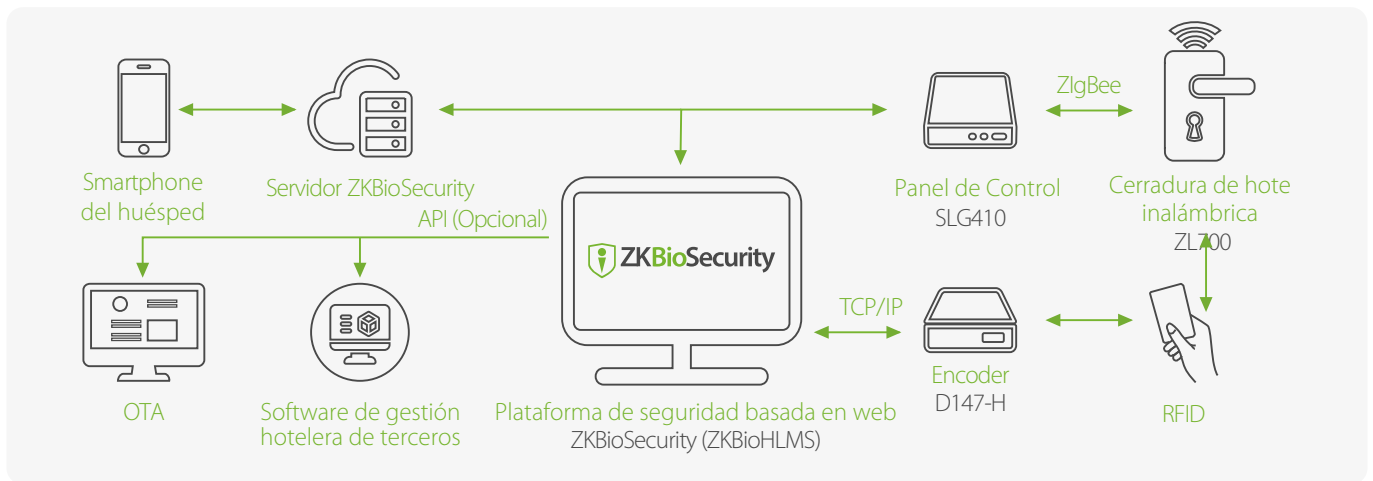 ZIgBee
Smartphone
del huésped
Servidor ZKBioSecurity
Panel de Control
SLG410
Cerradura de hote
inalámbrica
ZL700
API (Opcional)
ZKBioSecurity
TCP/IP
OTA
Software de gestión
hotelera de terceros
Plataforma de seguridad basada en web
ZKBioSecurity (ZKBioHLMS)
Encoder
D147-H
RFID